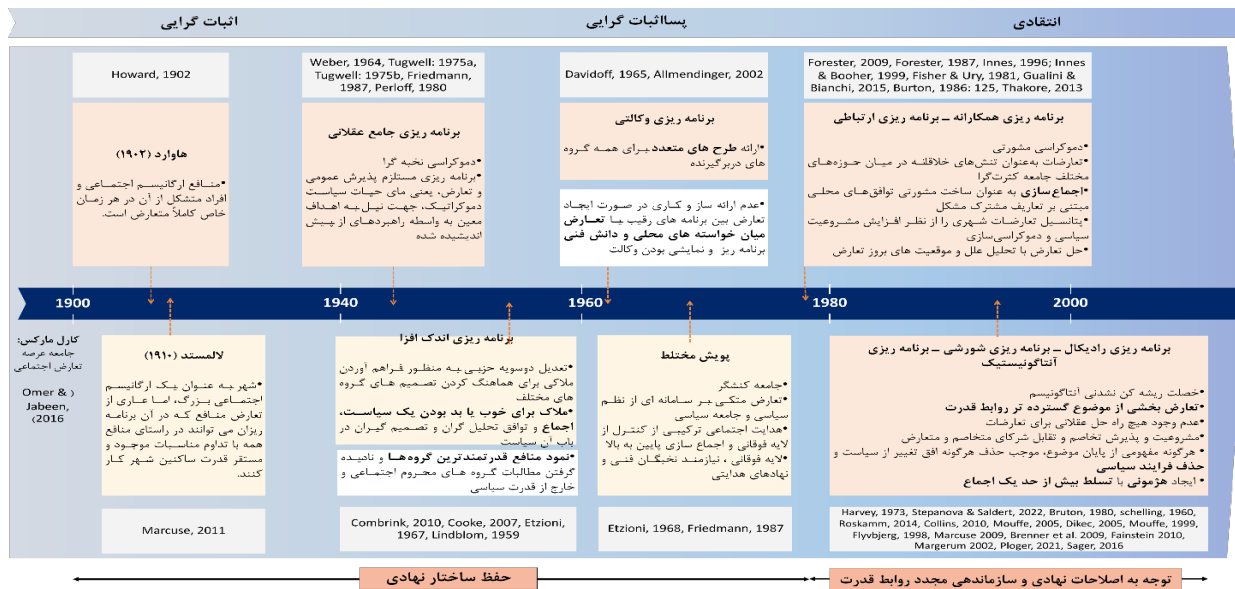 اثبات گرایی
پسااثبات گرایی
انتقادی
Howard, 1902
Weber, 1964, Tugwell: 1975a,
Tugwell: 1975b, Friedmann,
1987, Perloff, 1980
Davidoff, 1965, Allmendinger, 2002
Forester, 2009, Forester, 1987, Innes, 1996; Innes
& Booher, 1999, Fisher & Ury, 1981, Gualini &
Bianchi, 2015, Burton, 1986: 125, Thakore, 2013
هاوارد (۱۹۰۲)
•منافع ارگانیسم اجتماعی و
افراد متشکل از آن در هر زمان
خاص کاملاً متعارض است.
برنامه ریزی جامع عقلانی
•دموکراسی نخبه گرا
•برنامه ریزی مستلزم پذیرش عمومی
و تعارض، یعنی مای حیات سیاست
دموکراتیک، جهت نیل به اهداف
معین به واسطه راهبردهای از پیش
اندیشیده شده
برنامه ریزی وکالتی
•ارائه طرح های متعدد برای همه گروه
های دربرگیرنده
•عدم ارائه ساز و کاری در صورت ایجاد
تعارض بین برنامه های رقیب یا تعارض
میان خواسته های محلی و دانش فنی
برنامه ریز و نمایشی بودن وکالت
برنامه ریزی همکارانه – برنامه ریزی ارتباطی
•دموکراسی مشورتی
•تعارضات به‌عنوان تنش‌های خلاقانه در میان حوزه‌های
مختلف جامعه کثرت‌گرا
•اجماع‌سازی به عنوان ساخت مشورتی توافق‌های محلی
مبتنی بر تعاریف مشترک مشکل
•پتانسیل تعارضات شهری را از نظر افزایش مشروعیت
سیاسی و دموکراسی‌سازی
•حل تعارض با تحلیل علل و موقعیت های بروز تعارض
1900
1940
1960
1980
2000
کارل مارکس:
جامعه عرصه
تعارض اجتماعی
Omer & )
Jabeen,
(2016
لالمستد (۱۹۱۰)
•شهر به عنوان یک ارگانیسم
اجتماعی بزرگ، اما عاری از
تعارض منافع که در آن برنامه
ریزان می توانند در راستای منافع
همه با تداوم مناسبات موجود و
مستقر قدرت ساکنین شهر کار
کنند.
برنامه ریزی اندک افزا
•تعدیل دوسویه حزیی به منظور فراهم آوردن
ملاکی برای هماهنگ کردن تصمیم های گروه
های مختلف
•ملاک برای خوب یا بد بودن یک سیاست،
اجماع و توافق تحلیل گران و تصمیم گیران در
باب آن سیاست
•نمود منافع قدرتمندترین گروه‌ها و نادیده
گرفتن مطالبات گروه های محروم اجتماعی و
خارج از قدرت سیاسی
پویش مختلط
•جامعه کنشگر
•تعارض متکی بر سامانه ای از نظم
سیاسی و جامعه سیاسی
•هدایت اجتماعی ترکیبی از کنترل از
لایه فوقانی و اجماع سازی پایین به بالا
•لایه فوقانی ، نیازمند نخبگان فنی و
نهادهای هدایتی
برنامه ریزی رادیکال – برنامه ریزی شورشی – برنامه ریزی
آنتاگونیستیک
•خصلت ریشه کن نشدنی آنتاگونیسم
•تعارض بخشی از موضوع گسترده تر روابط قدرت
•عدم وجود هیچ راه حل عقلانی برای تعارضات
•مشروعیت و پذیرش تخاصم و تقابل شرکای متخاصم و متعارض
•هرگونه مفهومی از پایان موضوع، موجب حذف هرگونه افق تغییر از سیاست و
حذف فرایند سیاسی
•ایجاد هژمونی با تسلط بیش از حد یک اجماع
Marcuse, 2011
Combrink, 2010, Cooke, 2007, Etzioni,
1967, Lindblom, 1959
Etzioni, 1968, Friedmann, 1987
Harvey, 1973, Stepanova & Saldert, 2022, Bruton, 1980, schelling, 1960,
Roskamm, 2014, Collins, 2010, Mouffe, 2005, Dikec, 2005, Mouffe, 1999,
Flyvbjerg, 1998, Marcuse 2009, Brenner et al. 2009, Fainstein 2010,
Margerum 2002, Ploger, 2021, Sager, 2016
حفظ ساختار نهادی
توجه به اصلاحات نهادی و سازماندهی مجدد روابط قدرت